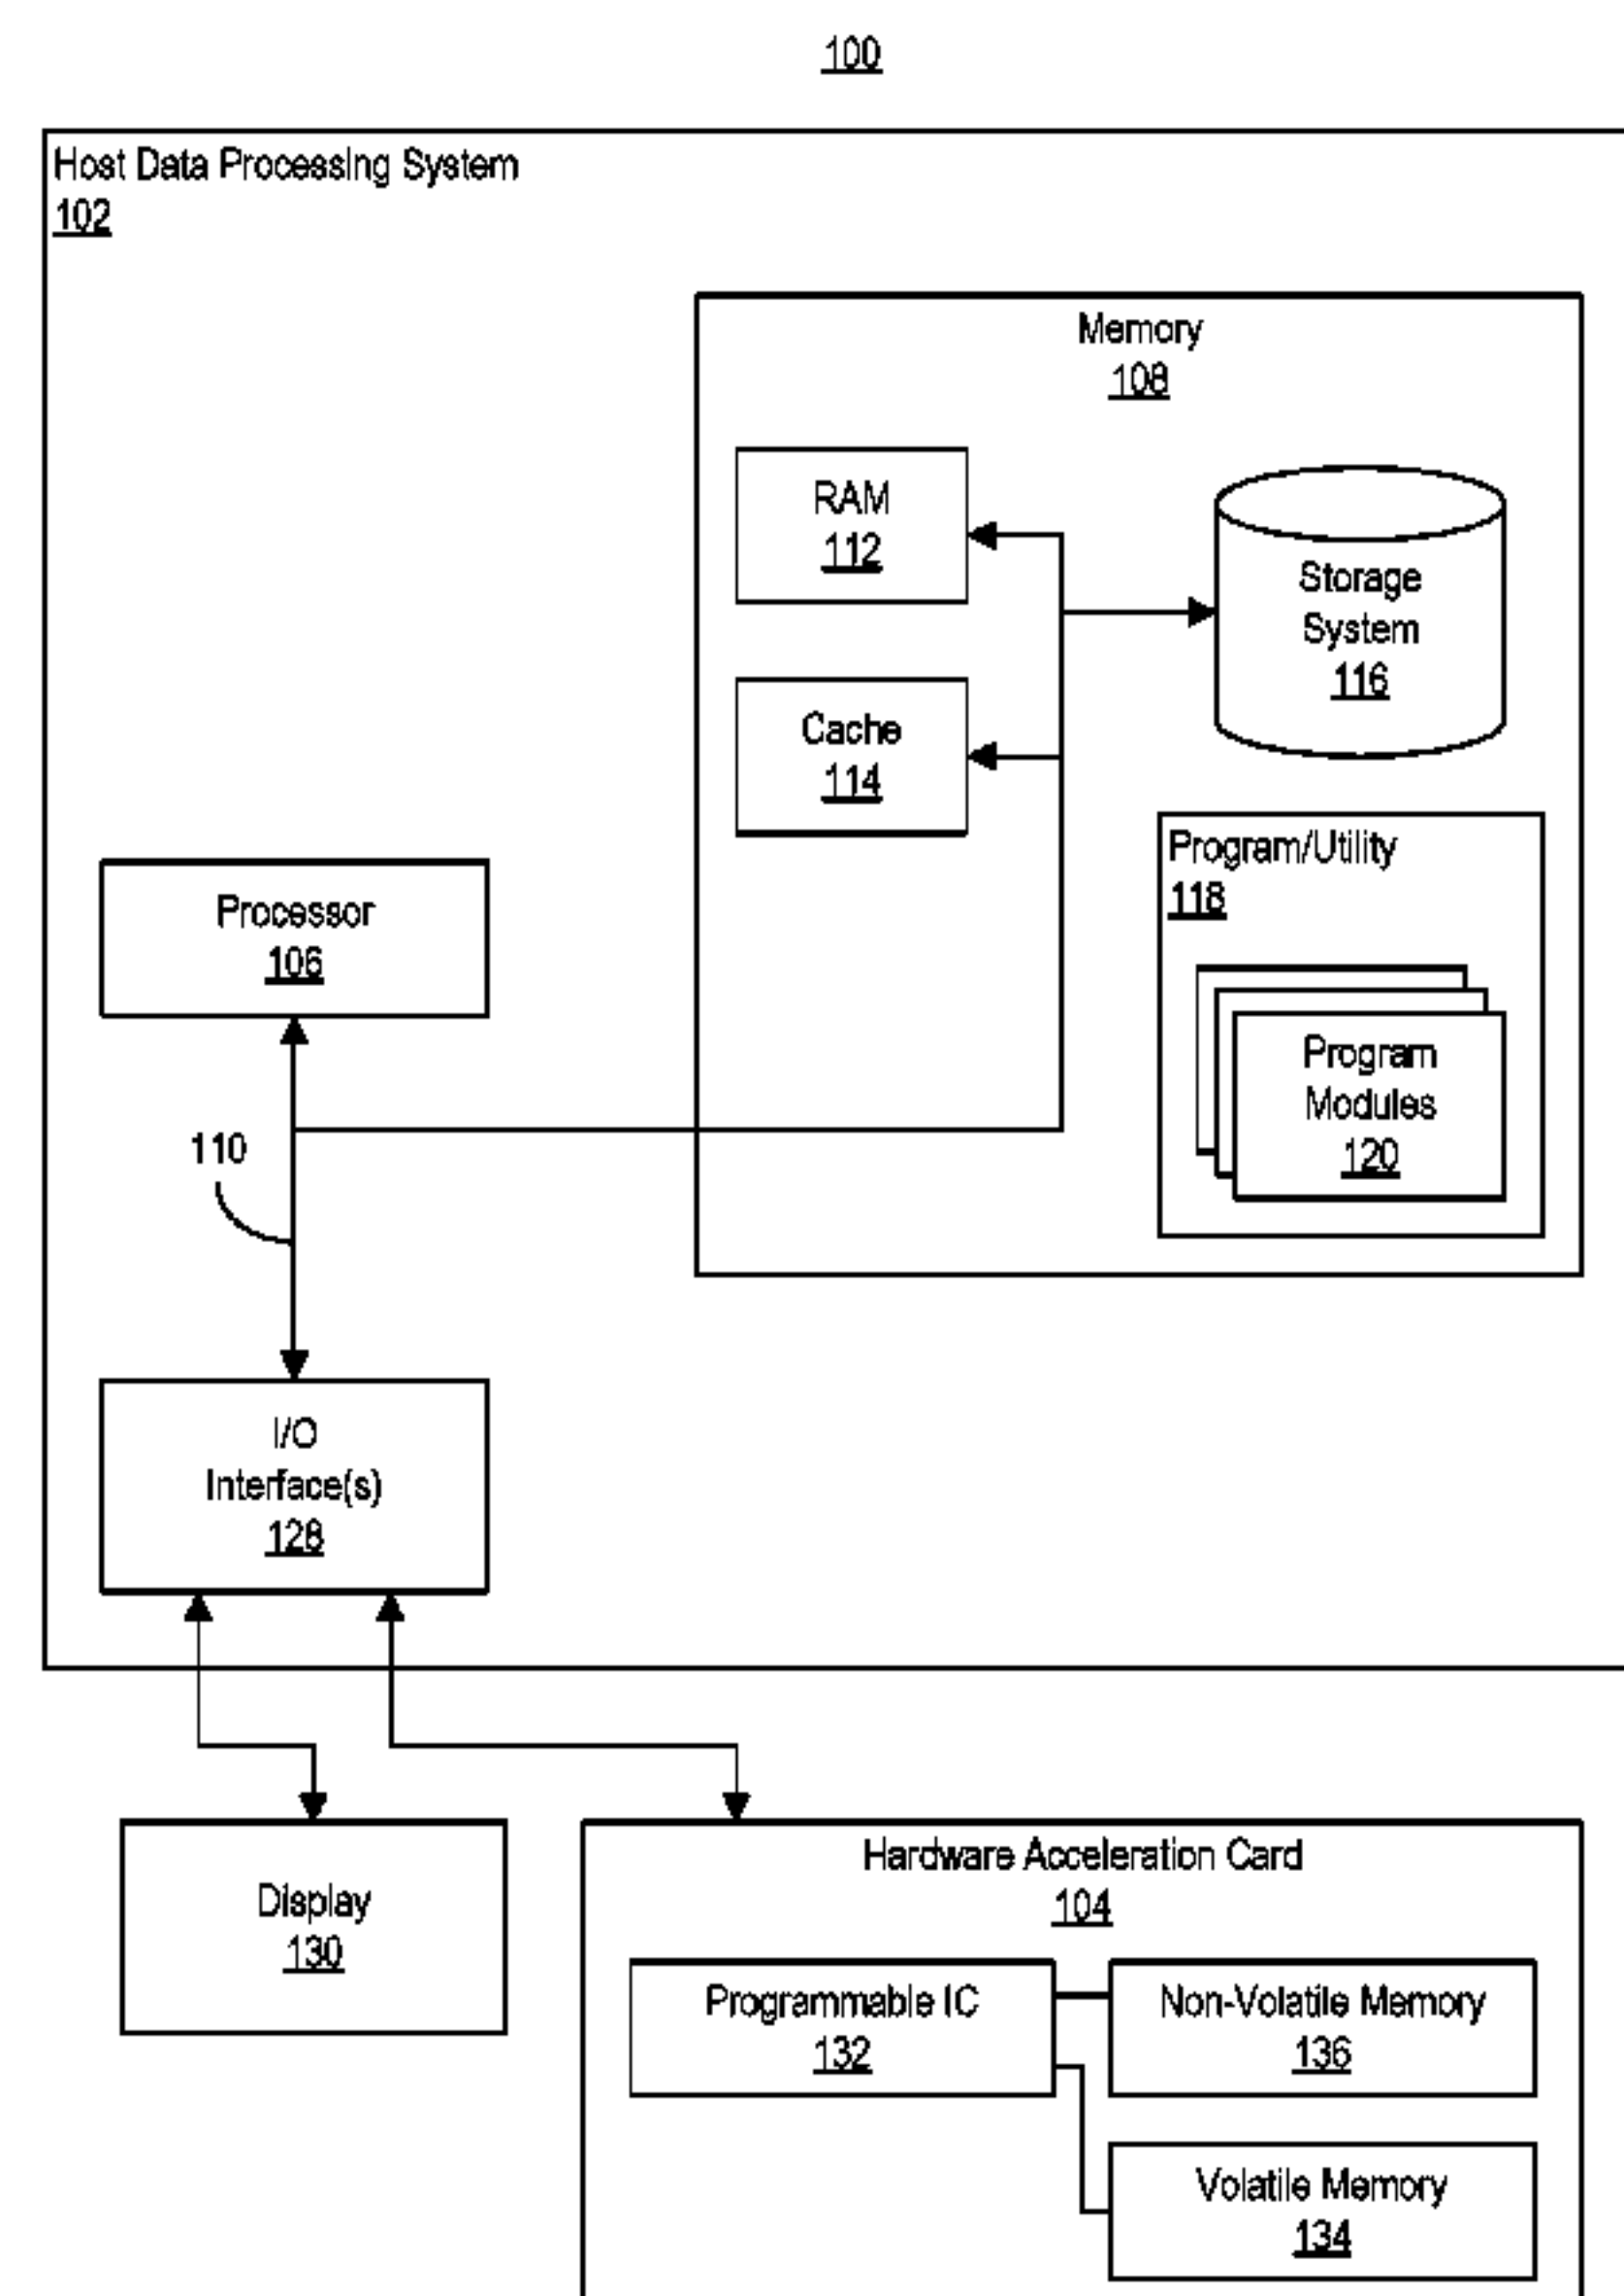 100
Host Data Processing System
102
Memory
108
RAM
112
Storage
System
116
Cache
114
Program/Utility
118
Processor
106
Program
Modules
120
110
I/O
Interface(s)
128
Hardware Acceleration Card
104
Display
130
Programmable IC
132
Non-Volatile Memory
136
Volatile Memory
134